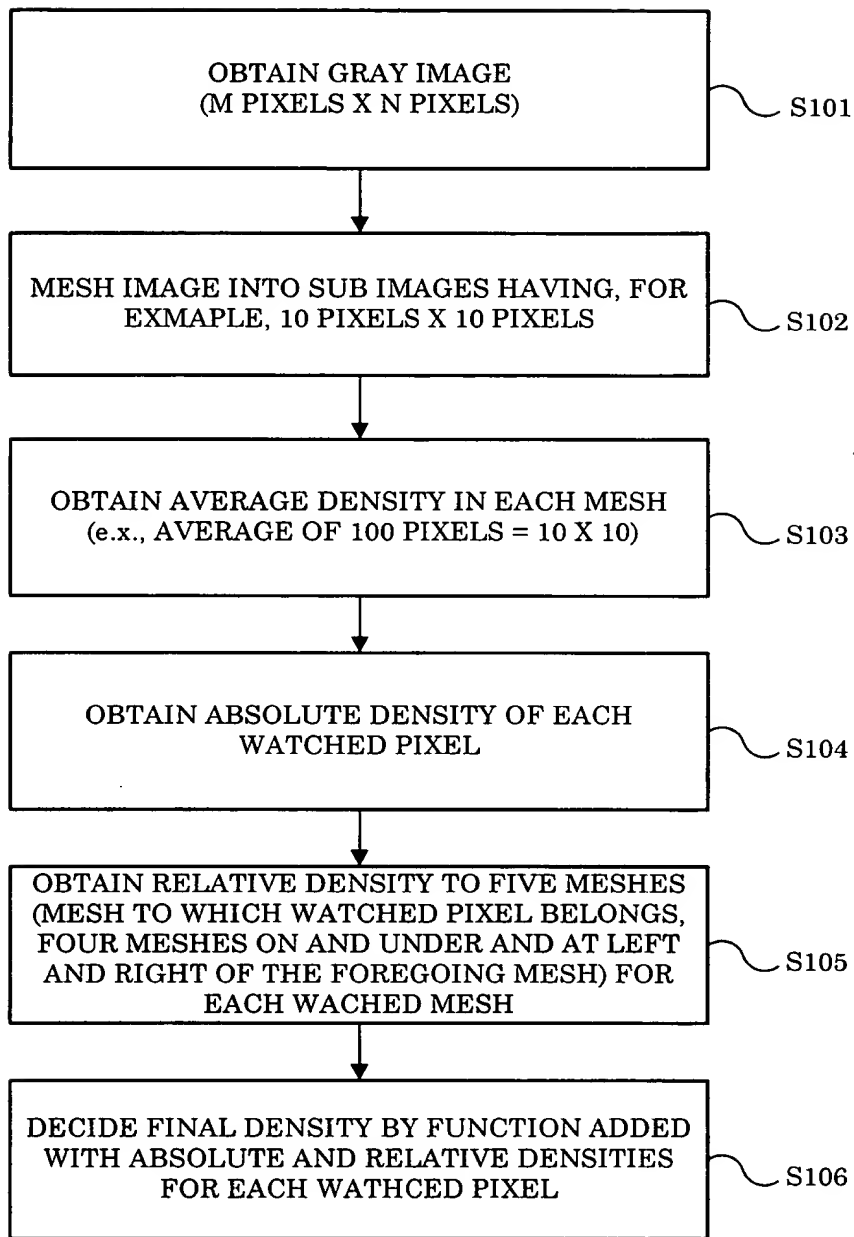 OBTAIN GRAY IMAGE
(M PIXELS X N PIXELS)
S101
MESH IMAGE INTO SUB IMAGES HAVING, FOR
EXMAPLE, 10 PIXELS X 10 PIXELS
S102
OBTAIN AVERAGE DENSITY IN EACH MESH
(e.x., AVERAGE OF 100 PIXELS = 10 X 10)
S103
OBTAIN ABSOLUTE DENSITY OF EACH
WATCHED PIXEL
S104
OBTAIN RELATIVE DENSITY TO FIVE MESHES
(MESH TO WHICH WATCHED PIXEL BELONGS,
FOUR MESHES ON AND UNDER AND AT LEFT
AND RIGHT OF THE FOREGOING MESH) FOR
EACH WACHED MESH
S105
DECIDE FINAL DENSITY BY FUNCTION ADDED
WITH ABSOLUTE AND RELATIVE DENSITIES
FOR EACH WATHCED PIXEL
S106